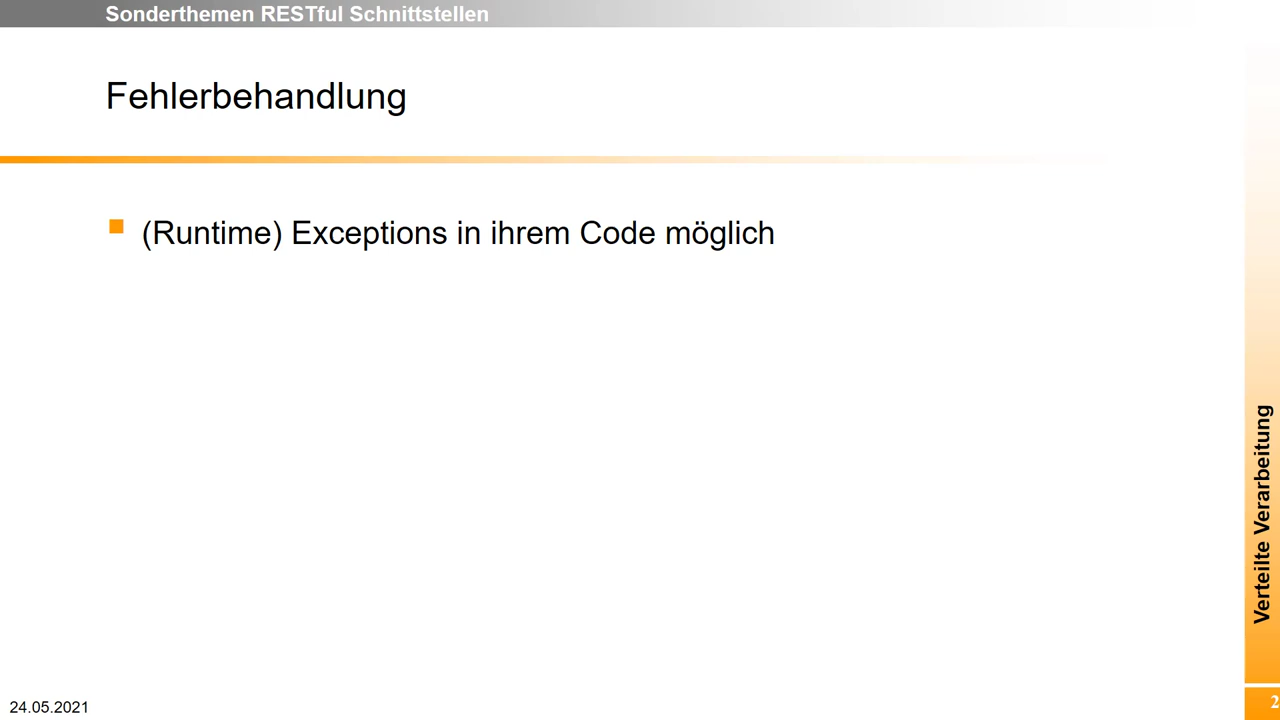 Sonderthemen RESTful Schnittstellen
Fehlerbehandlung
(Runtime) Exceptions in ihrem Code möglich
Verteilte Verarbeitung
24.05.2021
2